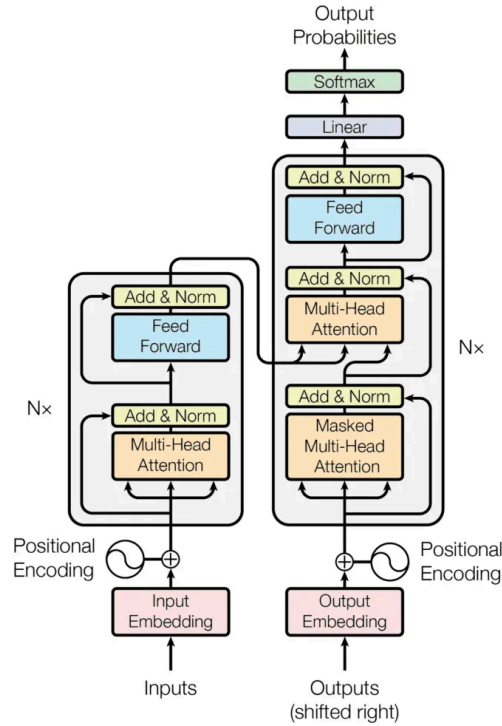 Output
Probabilities
Softmax
Linear
Add & Norm
Feed
Forward
Add & Norm
Multi-Head
Attention
Add & Norm
Masked
Multi-Head
Attention
Nx
Add & Norm
Feed
Forward
Add & Norm
Multi-Head
Attention
Nx
Positional
Encoding
Positional
Encoding
Input
Embedding
Output
Embedding
Inputs
Outputs
(shifted right)